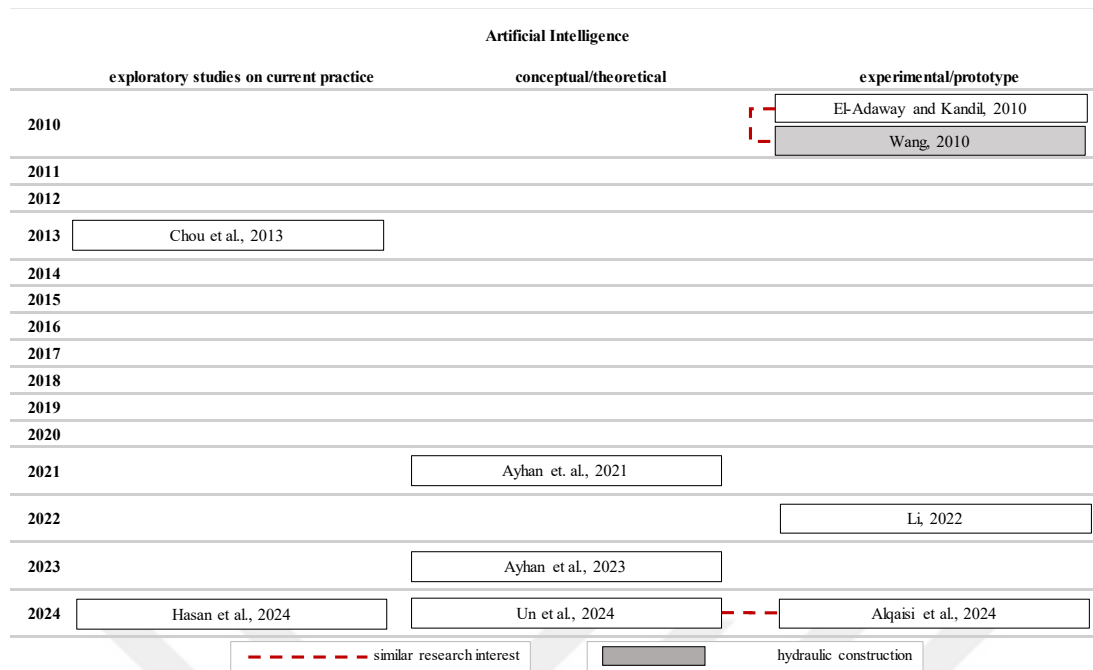 Artificial Intelligence
exploratory studies on current practice conceptual/theoretical experimental/prototype
El-Adaway and Kandil, 2010
2010
Wang, 2010
2011
2012
2013 Chou et al., 2013
2014
2015
2016
2017
2018
2019
2020
2021 Ayhan et. al., 2021
2022 Li, 2022
2023 Ayhan et al., 2023
2024 Hasan et al., 2024 Un et al., 2024 Alqaisi et al., 2024
similar research interest hydraulic construction